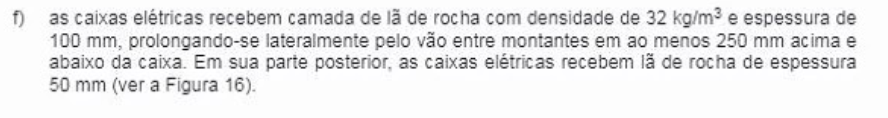 f) as caixas elétricas recebem camada de lã de rocha com densidade de 32 kg/m³ e espessura de
100 mm, prolongando-se lateralmente pelo vão entre montantes em ao menos 250 mm acima e
abaixo da caixa. Em sua parte posterior, as caixas elétricas recebem lã de rocha de espessura
50 mm (ver a Figura 16).